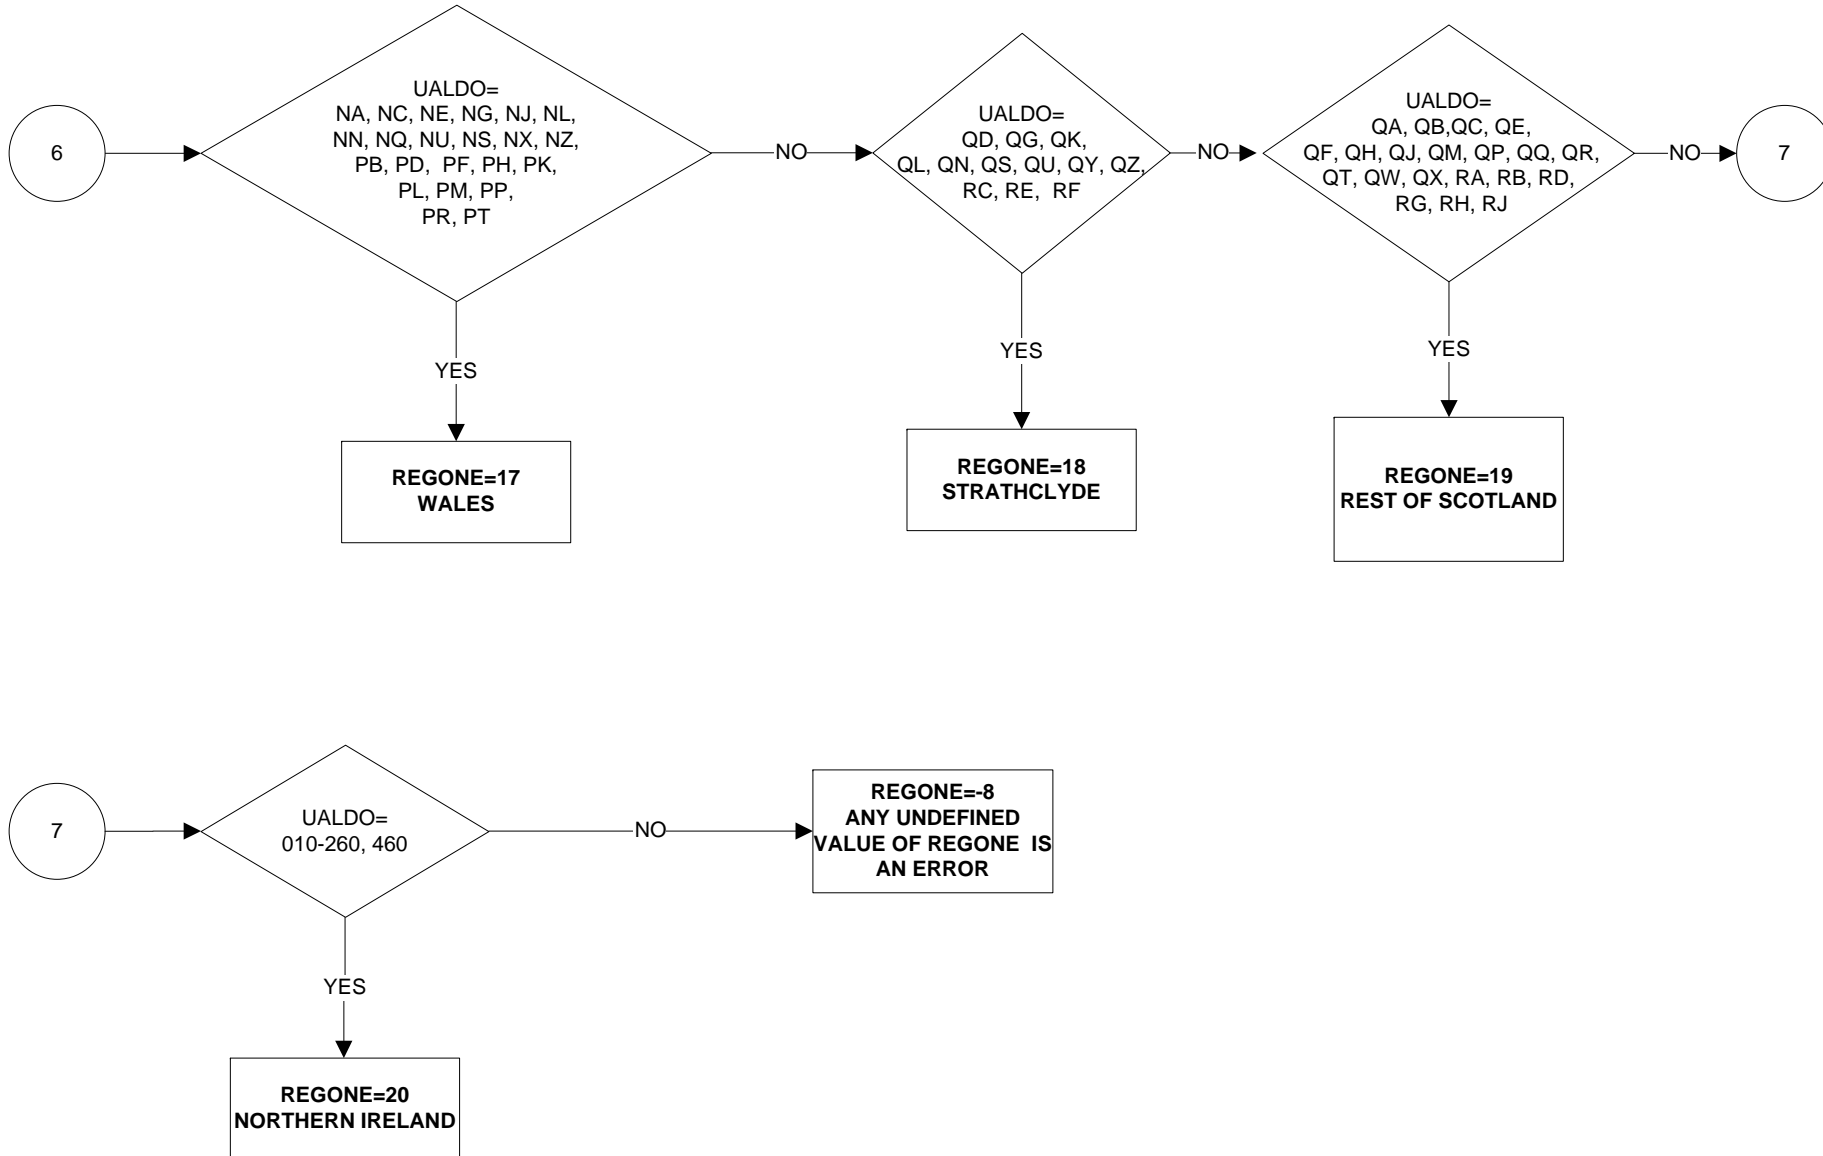 6
UALDO=
NA, NC, NE, NG, NJ, NL,
NN, NQ, NU, NS, NX, NZ,
PB, PD,  PF, PH, PK,
PL, PM, PP,
PR, PT
NO
UALDO=
QD, QG, QK,
QL, QN, QS, QU, QY, QZ,
RC, RE,  RF
NO
UALDO=
QA, QB,QC, QE,
QF, QH, QJ, QM, QP, QQ, QR,
QT, QW, QX, RA, RB, RD,
RG, RH, RJ
NO
7
YES
YES
YES
REGONE=17
WALES
REGONE=18
STRATHCLYDE
REGONE=19
REST OF SCOTLAND
7
UALDO=
010-260, 460
NO
REGONE=-8
ANY UNDEFINED
VALUE OF REGONE  IS
AN ERROR
YES
REGONE=20
NORTHERN IRELAND